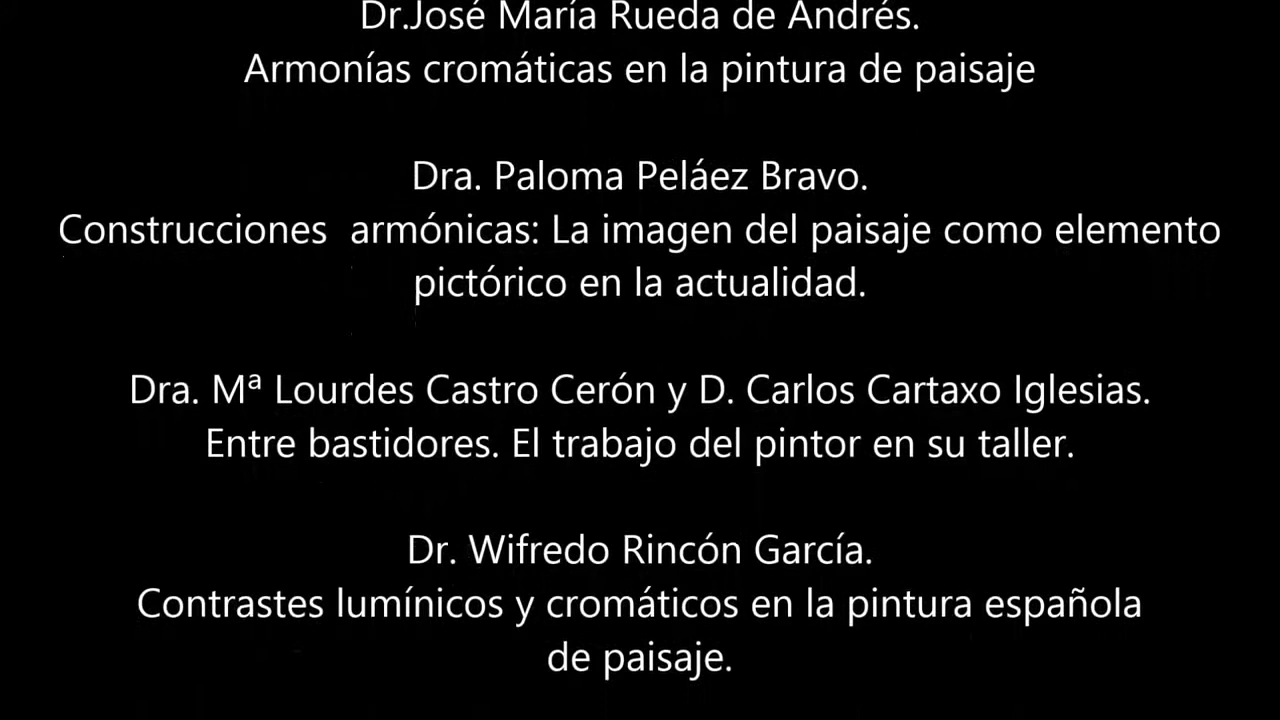 Dr.José María Rueda de Andrés.
Armonías cromáticas en la pintura de paisaje
Dra. Paloma Peláez Bravo.
Construcciones  armónicas: La imagen del paisaje como elemento
pictórico en la actualidad.
Dra. Mª Lourdes Castro Cerón y D. Carlos Cartaxo Iglesias.
Entre bastidores. El trabajo del pintor en su taller.
Dr. Wifredo Rincón García.
Contrastes lumínicos y cromáticos en la pintura española
de paisaje.